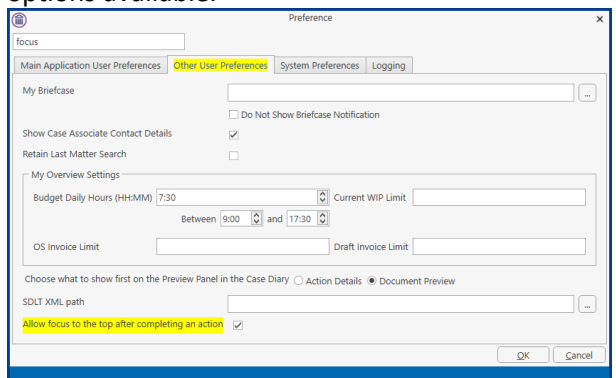 options available.
Preference
focus
Main Application User Preferences Other User Preferences System Preferences Logging
My Briefcase ...
Do Not Show Briefcase Notification
Show Case Associate Contact Details
Retain Last Matter Search
My Overview Settings
Budget Daily Hours (HH:MM) 7:30 Current WIP Limit
Between 9:00 and 17:30
OS Invoice Limit Draft Invoice Limit
Choose what to show first on the Preview Panel in the Case Diary Action Details Document Preview
SDLT XML path ...
Allow focus to the top after completing an action
OK Cancel